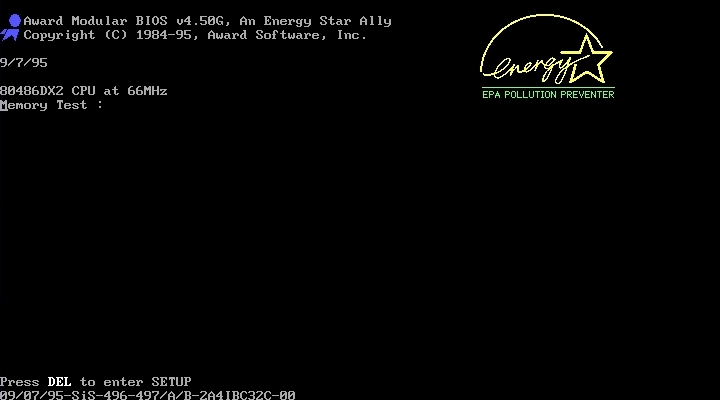 Award Modular BIOS v4.50G, An Energy Star Ally
Copyright (C) 1984-95, Award Software, Inc.
energy
EPA POLLUTION PREVENTER
9/7/95
80486DX2 CPU at 66MHz
Memory Test :
Press DEL to enter SETUP
09/07/95-SiS-496-497/A/B-2A4IBC32C-00